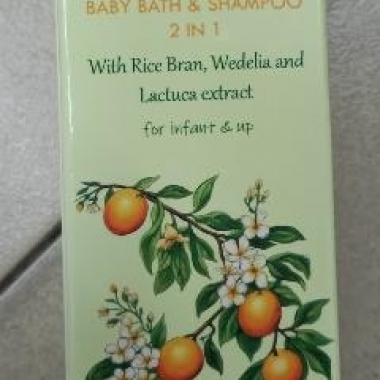 BABY BATH & SHAMPOO
2 IN 1
With Rice Bran, Wedelia and
Lactuca extract
for infant & up